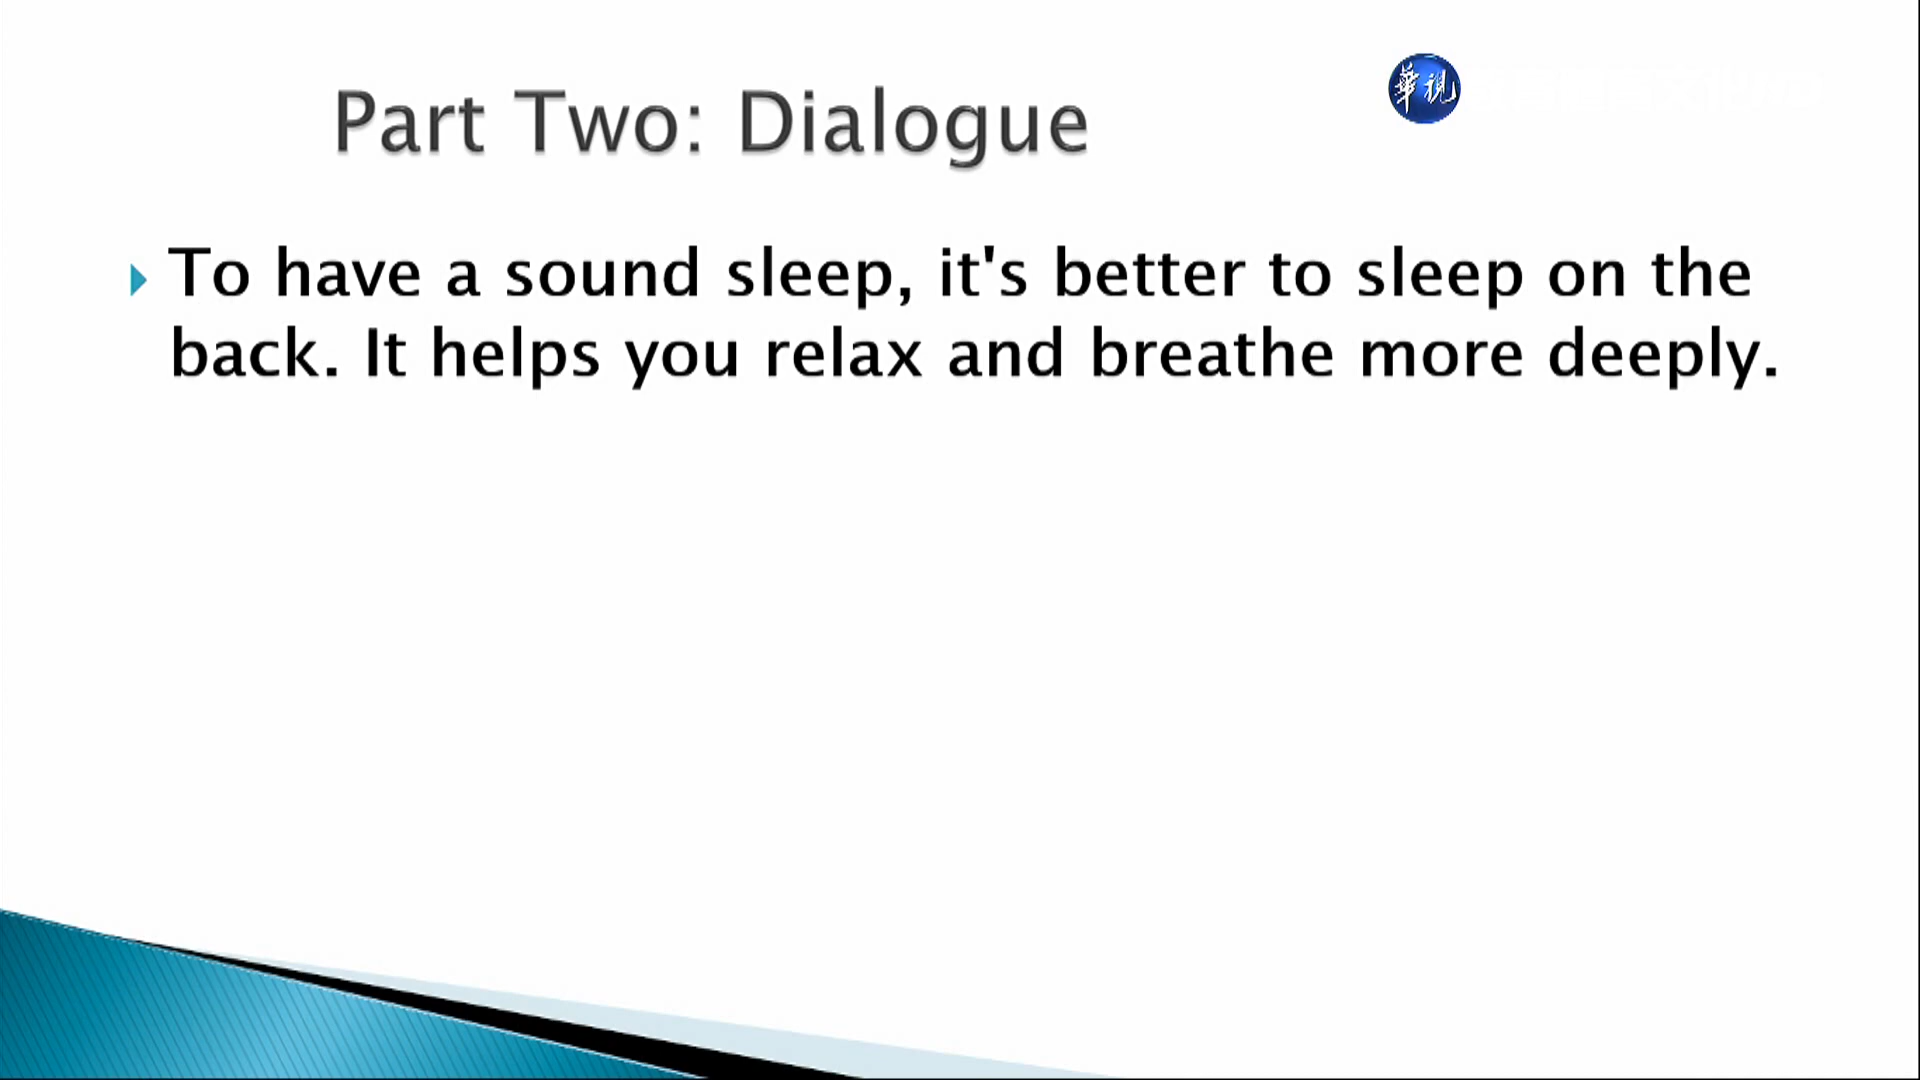 Part Two: Dialogue
華視
To have a sound sleep, it's better to sleep on the
back. It helps you relax and breathe more deeply.